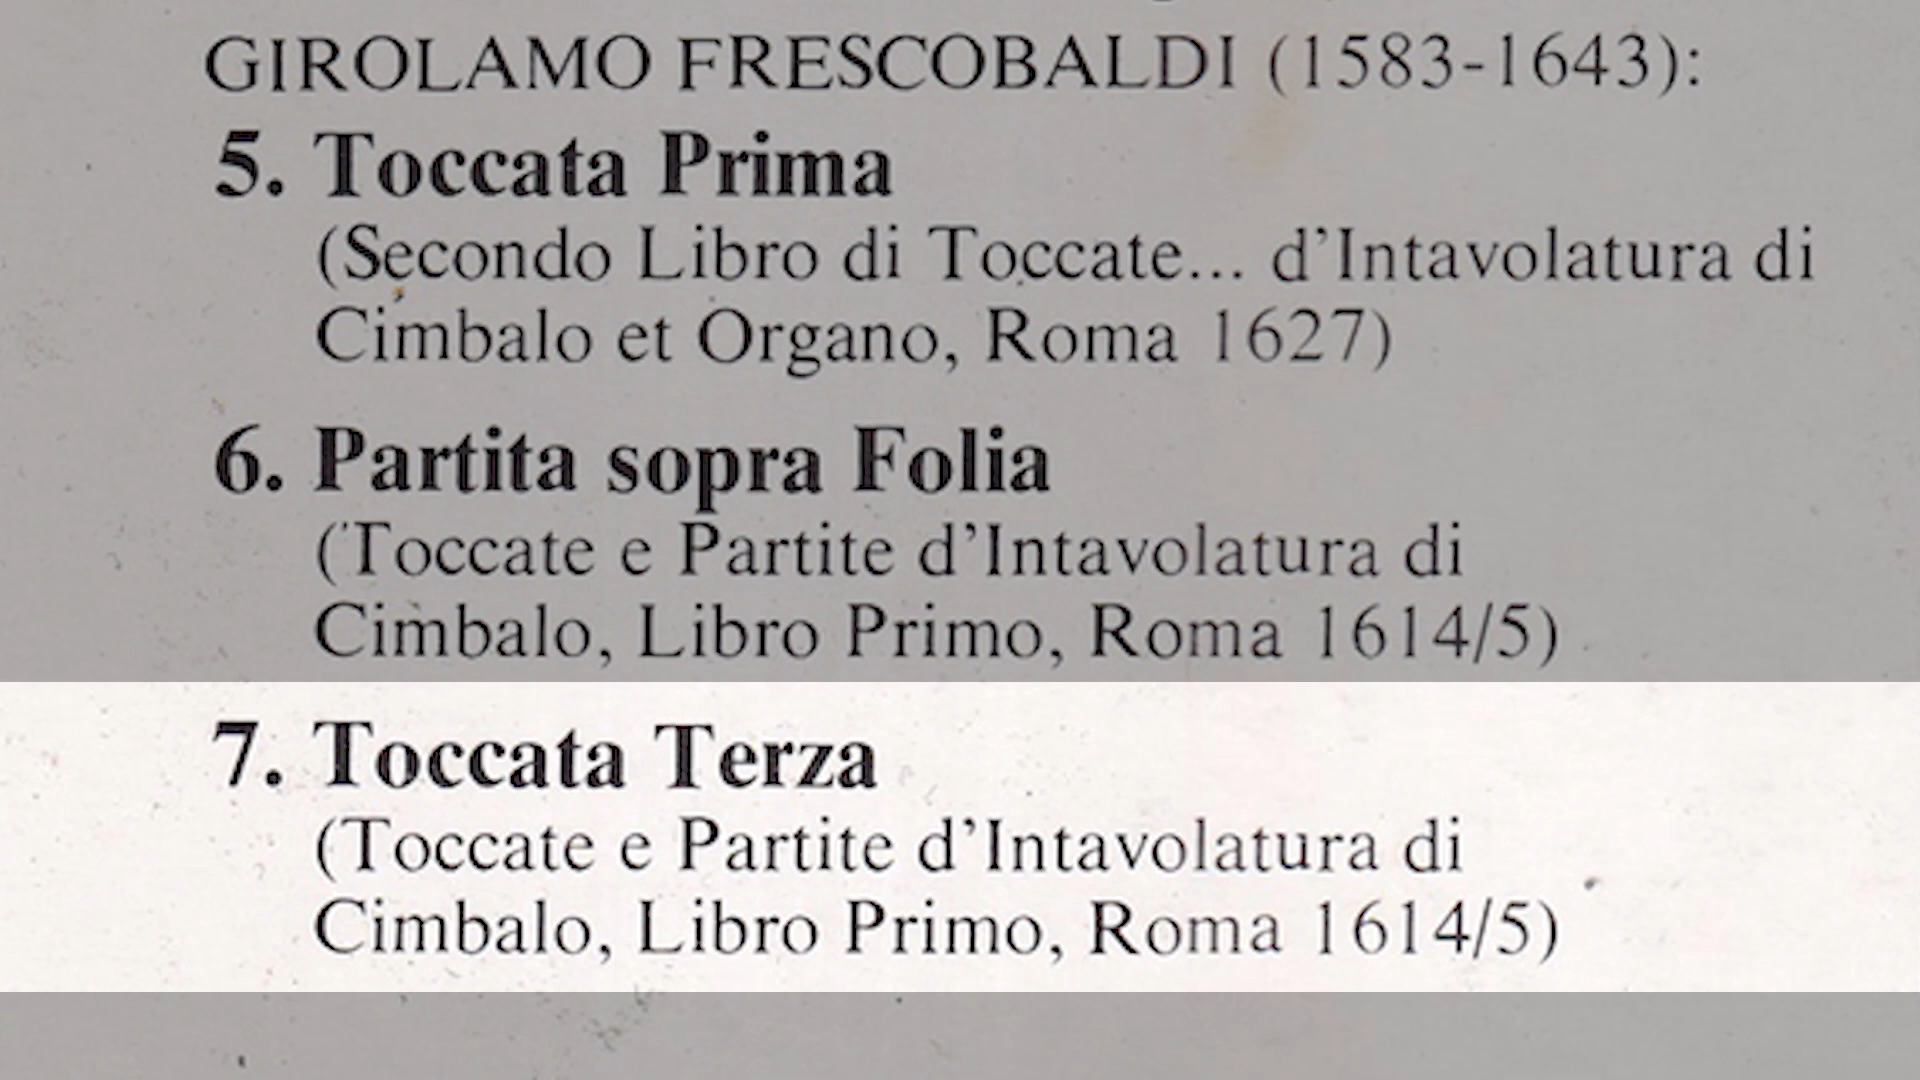 GIROLAMO FRESCOBALDI (1583-1643):
5. Toccata Prima
(Secondo Libro di Toccate... d'Intavolatura di
Cimbalo et Organo, Roma 1627)
6. Partita sopra Folia
(Toccate e Partite d'Intavolatura di
Cimbalo, Libro Primo, Roma 1614/5)
7. Toccata Terza
(Toccate e Partite d'Intavolatura di
Cimbalo, Libro Primo, Roma 1614/5)